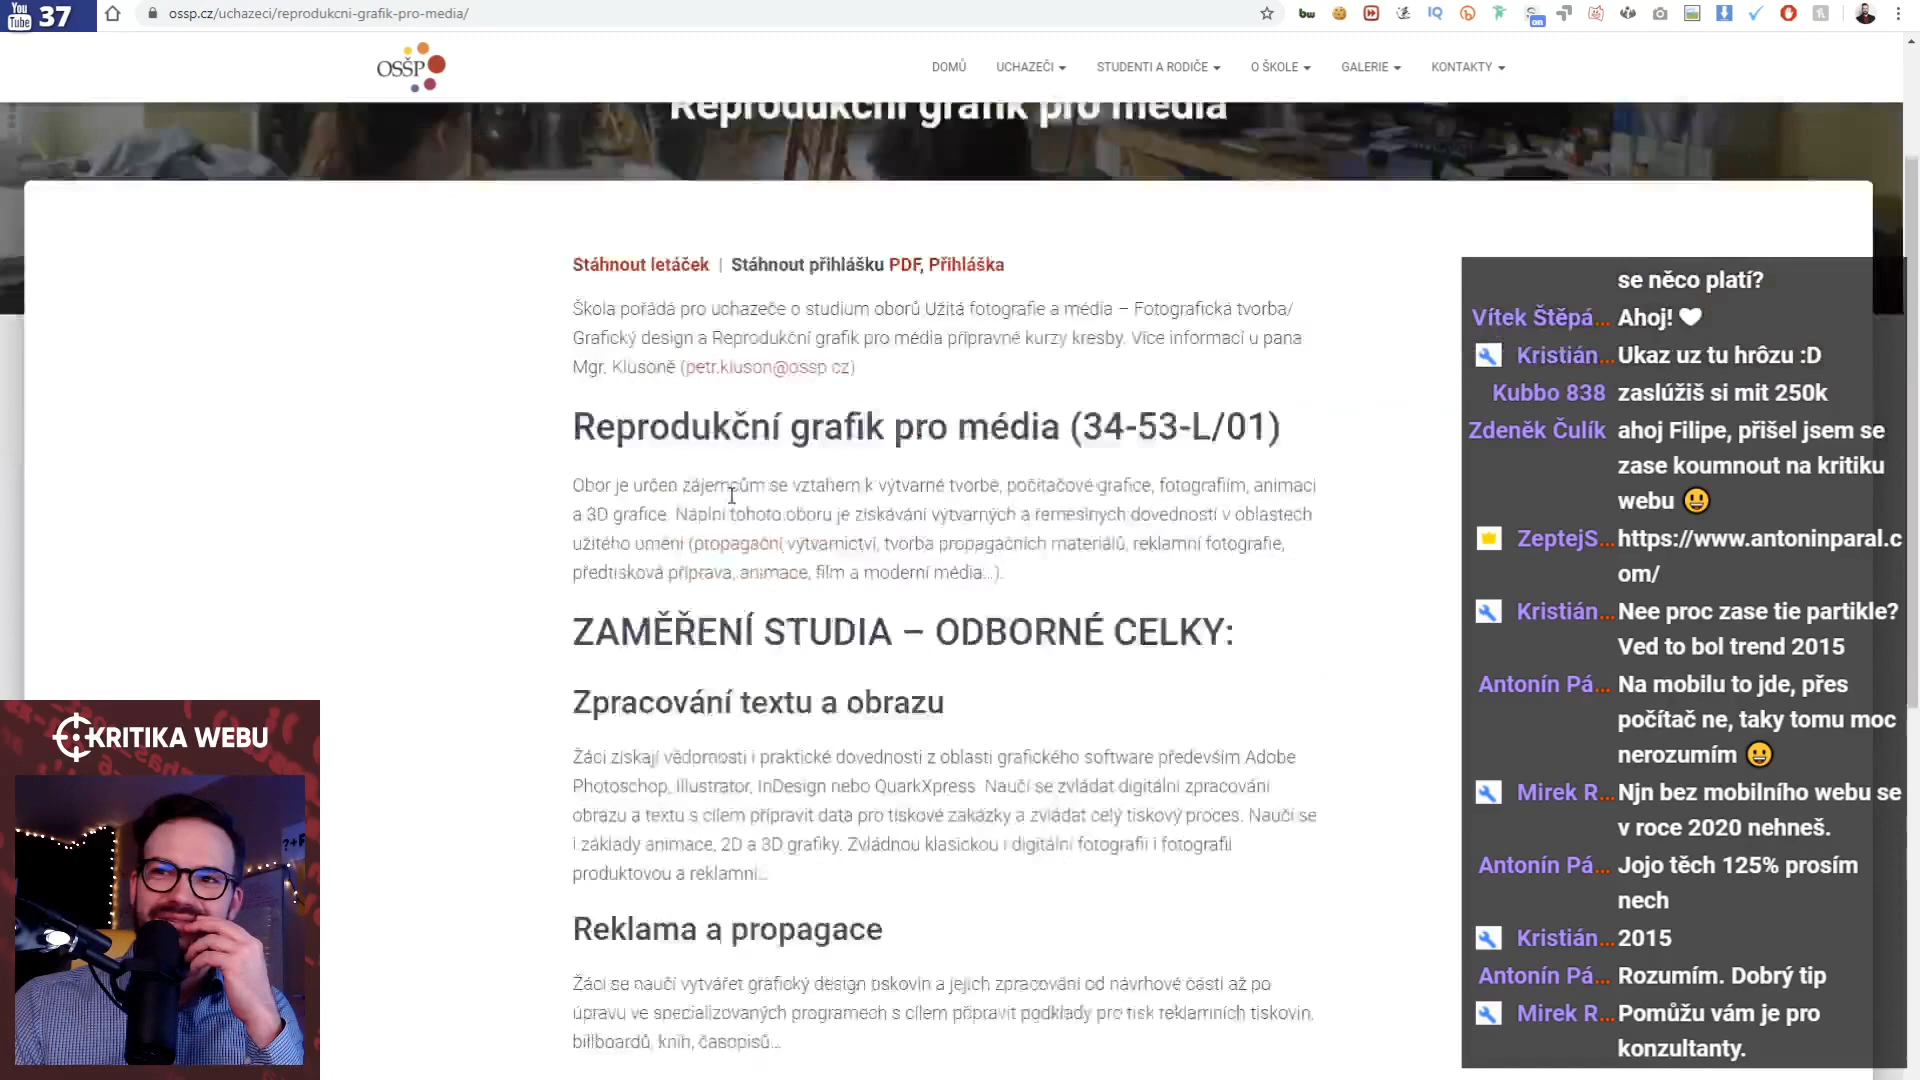 You
Tube 37
ossp.cz/uchazeci/reprodukcni-grafik-pro-media/
on
OSŠP
DOMŮ UCHAZEČI STUDENTI A RODIČE O ŠKOLE GALERIE KONTAKTY
Reprodukční grafik pro média
Stáhnout letáček | Stáhnout přihlášku PDF, Přihláška
Škola pořádá pro uchazeče o studium oborů Užitá fotografie a média – Fotografická tvorba/
Grafický design a Reprodukční grafik pro média přípravné kurzy kresby. Více informací u pana
Mgr. Klusoně (petr.kluson@ossp.cz)
Reprodukční grafik pro média (34-53-L/01)
Obor je určen zájemcům se vztahem k výtvarné tvorbě, počítačové grafice, fotografiím, animaci
a 3D grafice. Náplní tohoto oboru je získávání výtvarných a řemeslných dovedností v oblastech
užitého umění (propagační výtvarnictví, tvorba propagačních materiálů, reklamní fotografie,
předtisková příprava, animace, film a moderní média…).
ZAMĚŘENÍ STUDIA – ODBORNÉ CELKY:
Zpracování textu a obrazu
Žáci získají vědomosti i praktické dovednosti z oblasti grafického software především Adobe
Photoschop, Illustrator, InDesign nebo QuarkXpress Naučí se zvládat digitální zpracování
obrazu a textu s cílem připravit data pro tiskové zakázky a zvládat celý tiskový proces. Naučí se
i základy animace, 2D a 3D grafiky. Zvládnou klasickou i digitální fotografii i fotografii
produktovou a reklamní…
Reklama a propagace
Žáci se naučí vytvářet grafický design tiskovin a jejich zpracování od návrhové části až po
úpravu ve specializovaných programech s cílem připravit podklady pro tisk reklamních tiskovin,
billboardů, knih, časopisů…
KRITIKA WEBU
se něco platí?
Vítek Štěpá... Ahoj!
Kristián... Ukaz uz tu hrôzu :D
Kubbo 838 zaslúžiš si mit 250k
Zdeněk Čulík ahoj Filipe, přišel jsem se
zase koumnout na kritiku
webu
ZeptejS... https://www.antoninparal.c
om/
Kristián... Nee proc zase tie partikle?
Ved to bol trend 2015
Antonín Pá... Na mobilu to jde, přes
počítač ne, taky tomu moc
nerozumím
Mirek R... Njn bez mobilního webu se
v roce 2020 nehneš.
Antonín Pá... Jojo těch 125% prosím
nech
Kristián... 2015
Antonín Pá... Rozumím. Dobrý tip
Mirek R... Pomůžu vám je pro
konzultanty.